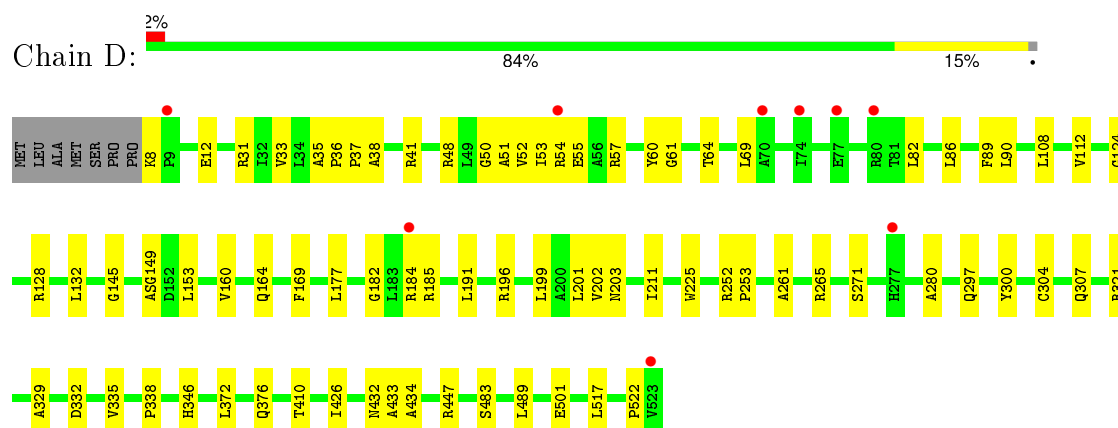 2%
Chain D:
84% 15% •
MET LEU ALA MET SER PRO PRO K8 P9 E12 R31 I32 V33 L34 A35 P36 P37 A38 R41 R48 L49 G50 A51 V52 I53 R54 E55 A56 R57 Y60 G61 T64 L69 A70 I74 E77 R80 T81 L82 L86 F89 L90 L108 V112
R128 L132 G145 ASG149 D152 L153 V160 Q164 F169 L177 G182 L183 R184 R185 L191 R196 L199 A200 L201 V202 N203 I211 W225 R252 P253 A261 R265 S271 H277 A280 Q297 Y300 C304 Q307
A329 D332 V335 P338 H346 L372 Q376 T410 I426 N432 A433 A434 R447 S483 L489 E501 L517 P522 V523